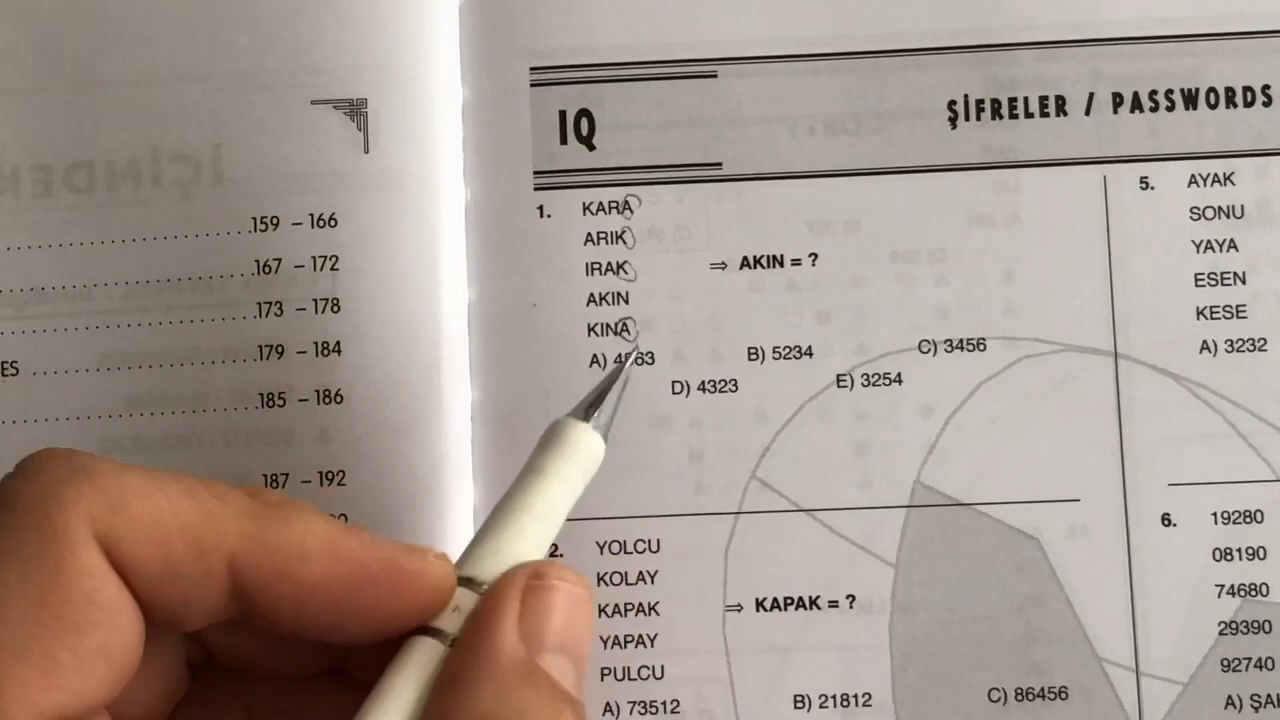 159 – 166
167 – 172
173 – 178
ES 179 – 184
185 – 186
187 – 192
IQ
ŞİFRELER / PASSWORDS
1. KARA
ARIK
IRAK
AKIN
KINA
⇒ AKIN = ?
B) 5234
C) 3456
D) 4323
E) 3254
2. YOLCU
KOLAY
KAPAK
YAPAY
PULCU
⇒ KAPAK = ?
A) 73512
B) 21812
C) 86456
5. AYAK
SONU
YAYA
ESEN
KESE
A) 3232
6. 19280
08190
74680
29390
92740